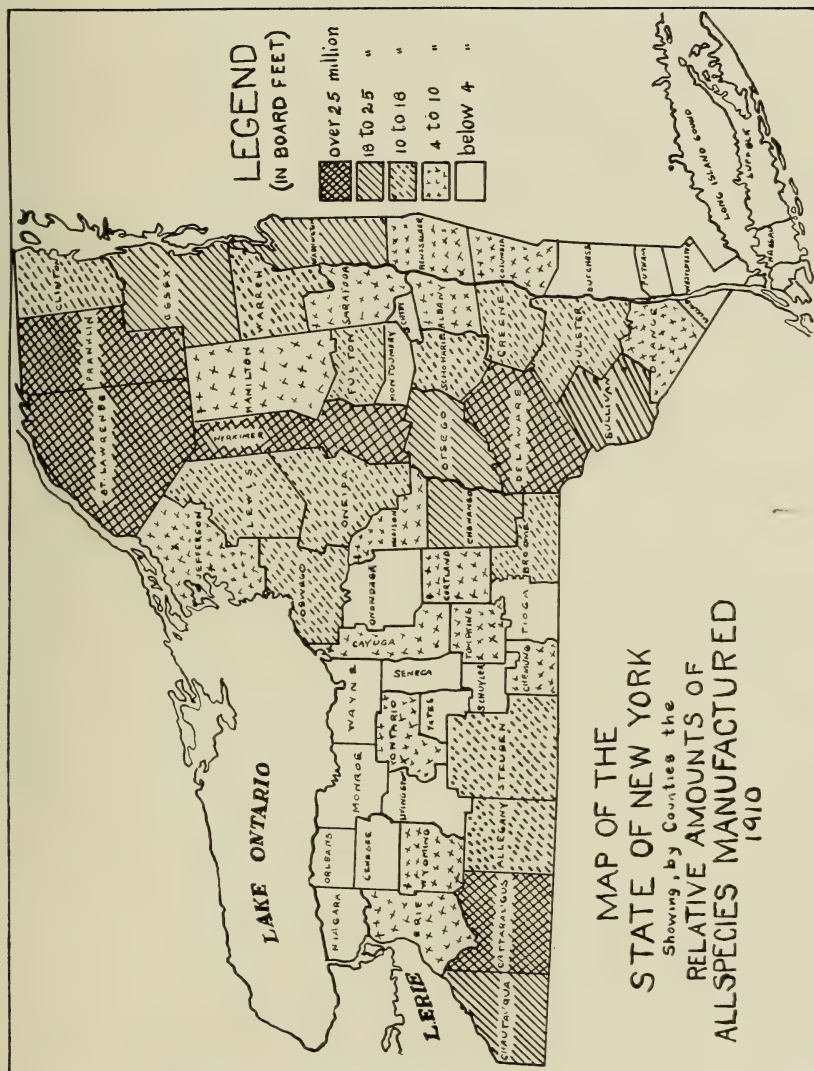 MAP OF THE
STATE OF NEW YORK
Showing, by Counties the
RELATIVE AMOUNTS OF
ALL SPECIES MANUFACTURED
1910
LEGEND
(IN BOARD FEET)
over 25 million
18 to 25 "
10 to 18 "
4 to 10 "
below 4 "
LAKE ONTARIO
L. ERIE
LONG ISLAND SOUND
CLINTON
FRANKLIN
ST. LAWRENCE
ESSEX
WARREN
HAMILTON
HERKIMER
LEWIS
JEFFERSON
OSWEGO
ONEIDA
WASHINGTON
SARATOGA
FULTON
MONTGOMERY
RENSSELAER
ALBANY
SCHOHARIE
OTSEGO
MADISON
ONONDAGA
CAYUGA
WAYNE
SENECA
ONTARIO
YATES
MONROE
ORLEANS
NIAGARA
GENESEE
ERIE
WYOMING
CORTLAND
CHENANGO
TOMPKINS
SCHUYLER
COLUMBIA
GREENE
ULSTER
DELAWARE
SULLIVAN
BROOME
TIOGA
CHEMUNG
STEUBEN
ALLEGANY
CATTARAUGUS
CHAUTAUQUA
DUTCHESS
PUTNAM
WESTCHESTER
ORANGE
NASSAU
SUFFOLK